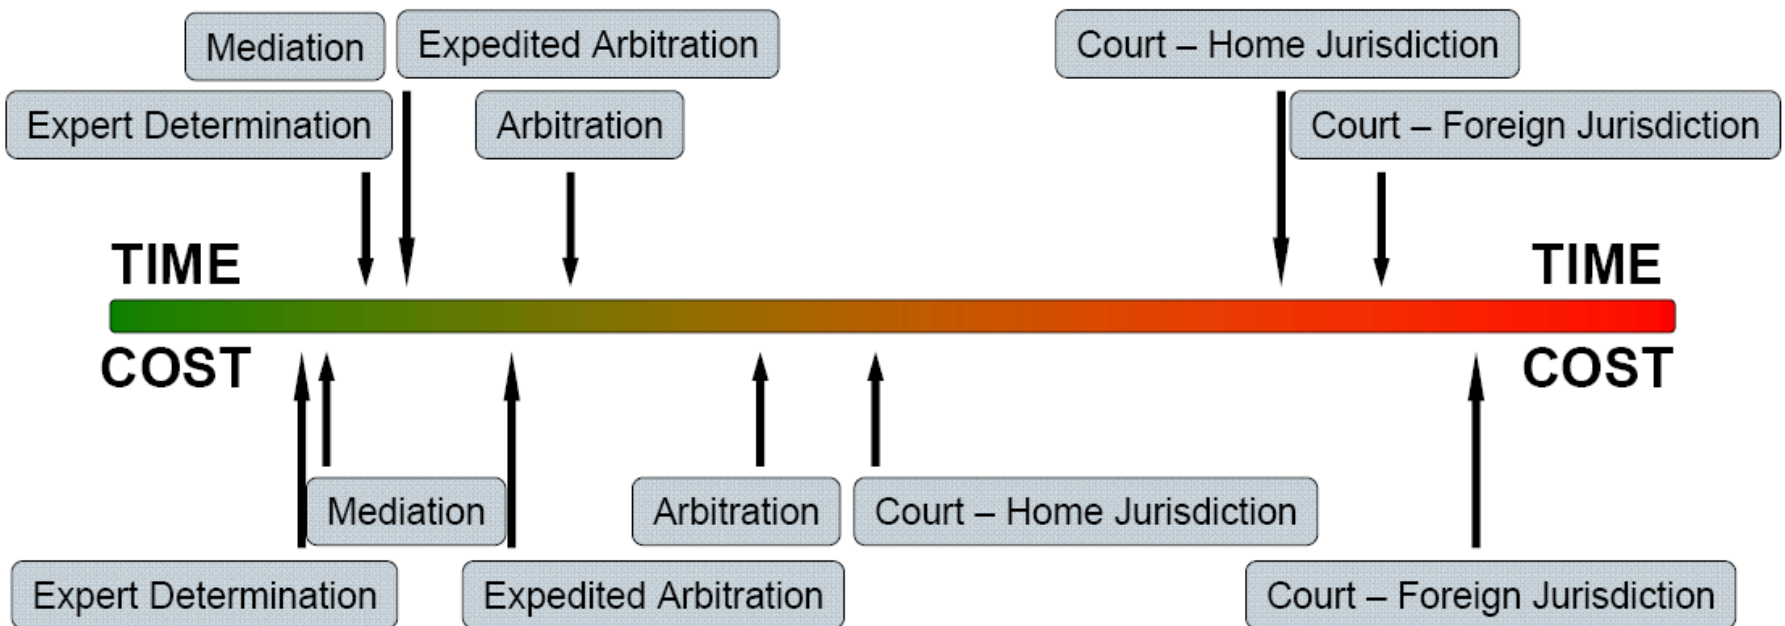 Mediation
Expedited Arbitration
Court – Home Jurisdiction
Expert Determination
Arbitration
Court – Foreign Jurisdiction
TIME
TIME
COST
COST
Mediation
Arbitration
Court – Home Jurisdiction
Expert Determination
Expedited Arbitration
Court – Foreign Jurisdiction